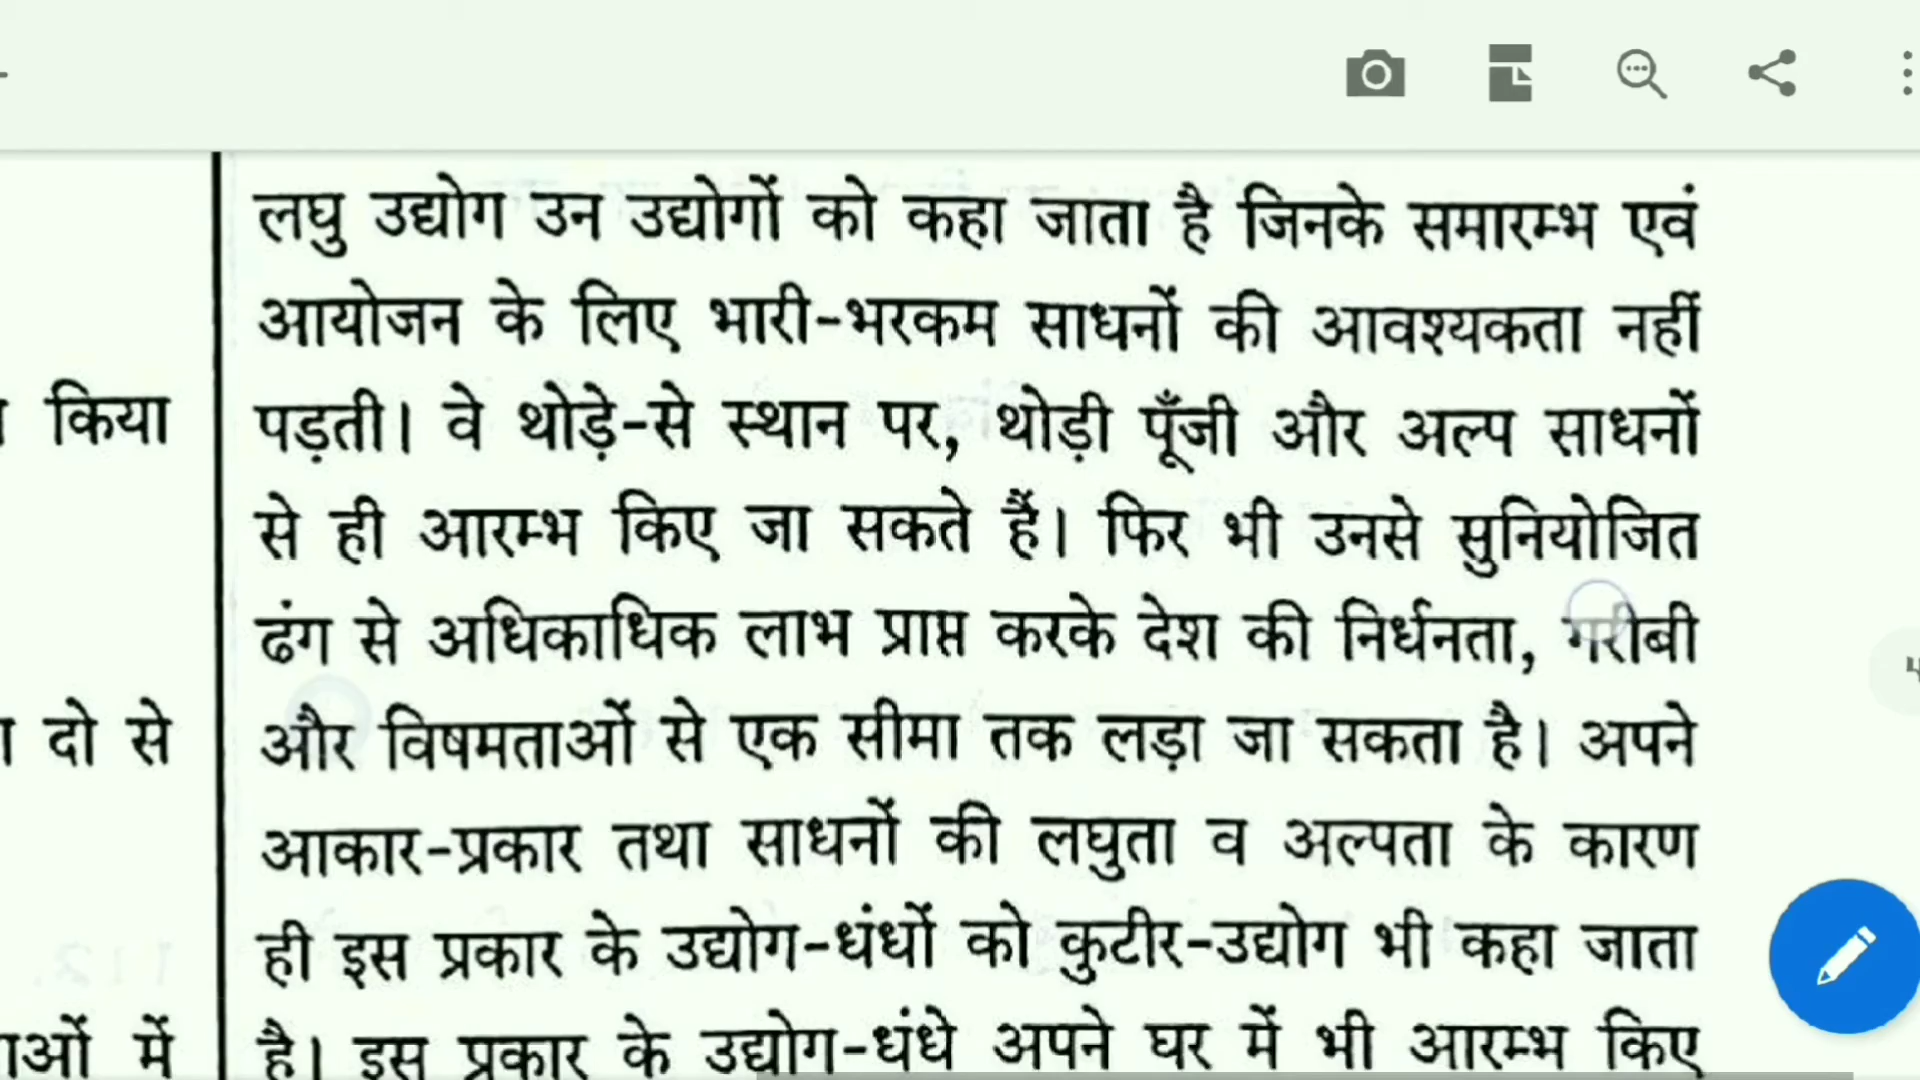 लघु उद्योग उन उद्योगों को कहा जाता है जिनके समारम्भ एवं
आयोजन के लिए भारी-भरकम साधनों की आवश्यकता नहीं
किया
पड़ती। वे थोड़े-से स्थान पर, थोड़ी पूँजी और अल्प साधनों
से ही आरम्भ किए जा सकते हैं। फिर भी उनसे सुनियोजित
ढंग से अधिकाधिक लाभ प्राप्त करके देश की निर्धनता, गरीबी
दो से
और विषमताओं से एक सीमा तक लड़ा जा सकता है। अपने
आकार-प्रकार तथा साधनों की लघुता व अल्पता के कारण
ही इस प्रकार के उद्योग-धंधों को कुटीर-उद्योग भी कहा जाता
में
है। इस प्रकार के उद्योग-धंधे अपने घर में भी आरम्भ किए